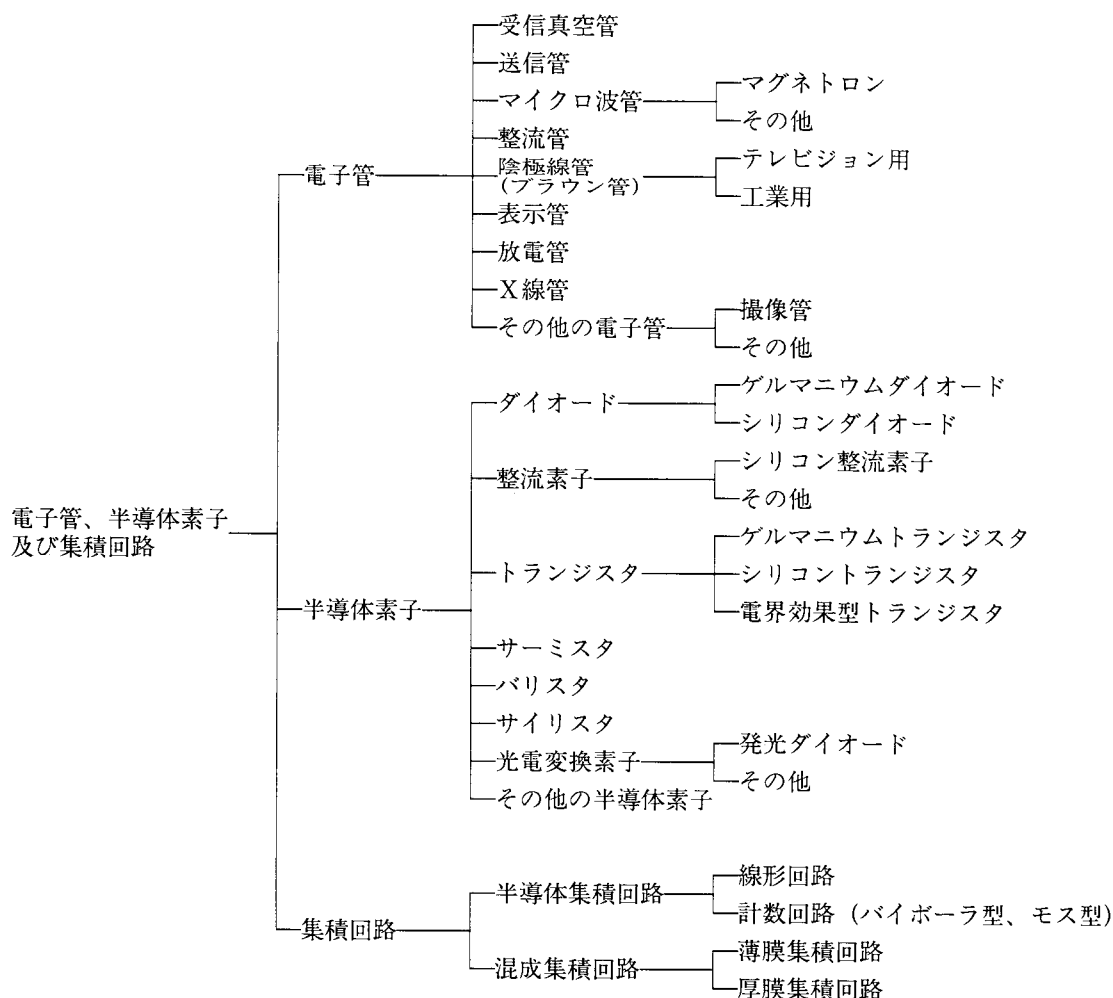 受信真空管
送信管
マイクロ波管
マグネトロン
その他
整流管
陰極線管
(ブラウン管)
テレビジョン用
工業用
電子管
表示管
放電管
X線管
その他の電子管
撮像管
その他
ダイオード
ゲルマニウムダイオード
シリコンダイオード
整流素子
シリコン整流素子
その他
電子管、半導体素子
及び集積回路
トランジスタ
ゲルマニウムトランジスタ
シリコントランジスタ
電界効果型トランジスタ
半導体素子
サーミスタ
バリスタ
サイリスタ
光電変換素子
発光ダイオード
その他
その他の半導体素子
集積回路
半導体集積回路
線形回路
計数回路(バイボーラ型、モス型)
混成集積回路
薄膜集積回路
厚膜集積回路